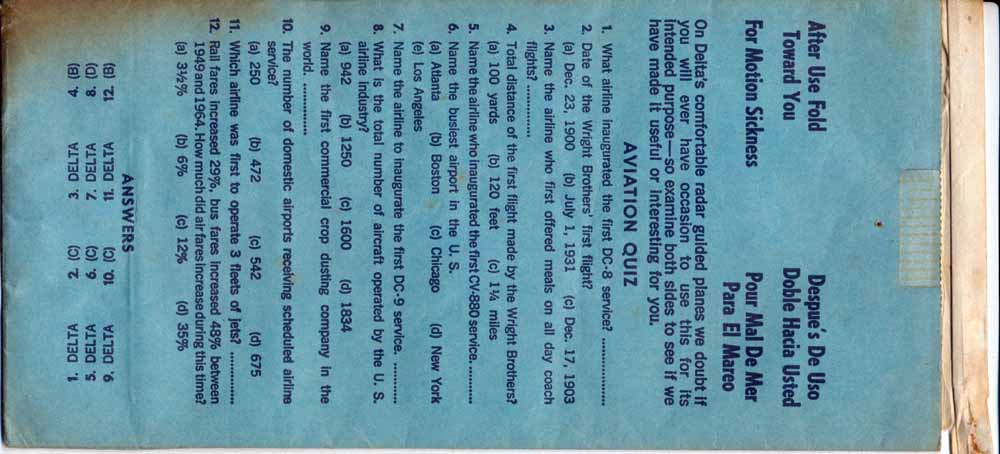 After Use Fold
Toward You
For Motion Sickness
Despue's De Uso
Doble Hacia Usted
Pour Mal De Mer
Para El Mareo
On Delta's comfortable radar guided planes we doubt if
you will ever have occasion to use this for its
intended purpose—so examine both sides to see if we
have made it useful or interesting for you.
AVIATION QUIZ
1. What airline inaugurated the first DC-8 service? ............
2. Date of the Wright Brothers' first flight?
(a) Dec. 23, 1900 (b) July 1, 1931 (c) Dec. 17, 1903
3. Name the airline who first offered meals on all day coach
flights?............
4. Total distance of the first flight made by the Wright Brothers?
(a) 100 yards (b) 120 feet (c) 1¼ miles
5. Name the airline who inaugurated the first CV-880 service...........
6. Name the busiest airport in the U. S.
(a) Atlanta (b) Boston (c) Chicago (d) New York
(e) Los Angeles
7. Name the airline to inaugurate the first DC-9 service. ..........
8. What is the total number of aircraft operated by the U. S.
airline industry?
(a) 942 (b) 1250 (c) 1600 (d) 1834
9. Name the first commercial crop dusting company in the
world. ............
10. The number of domestic airports receiving scheduled airline
service?
(a) 250 (b) 472 (c) 542 (d) 675
11. Which airline was first to operate 3 fleets of jets? ..........
12. Rail fares increased 29%, bus fares increased 48% between
1949 and 1964. How much did air fares increase during this time?
(a) 3½% (b) 6% (c) 12% (d) 35%
ANSWERS
1. DELTA 2. (C) 3. DELTA 4. (B)
5. DELTA 6. (C) 7. DELTA 8. (D)
9. DELTA 10. (C) 11. DELTA 12. (B)